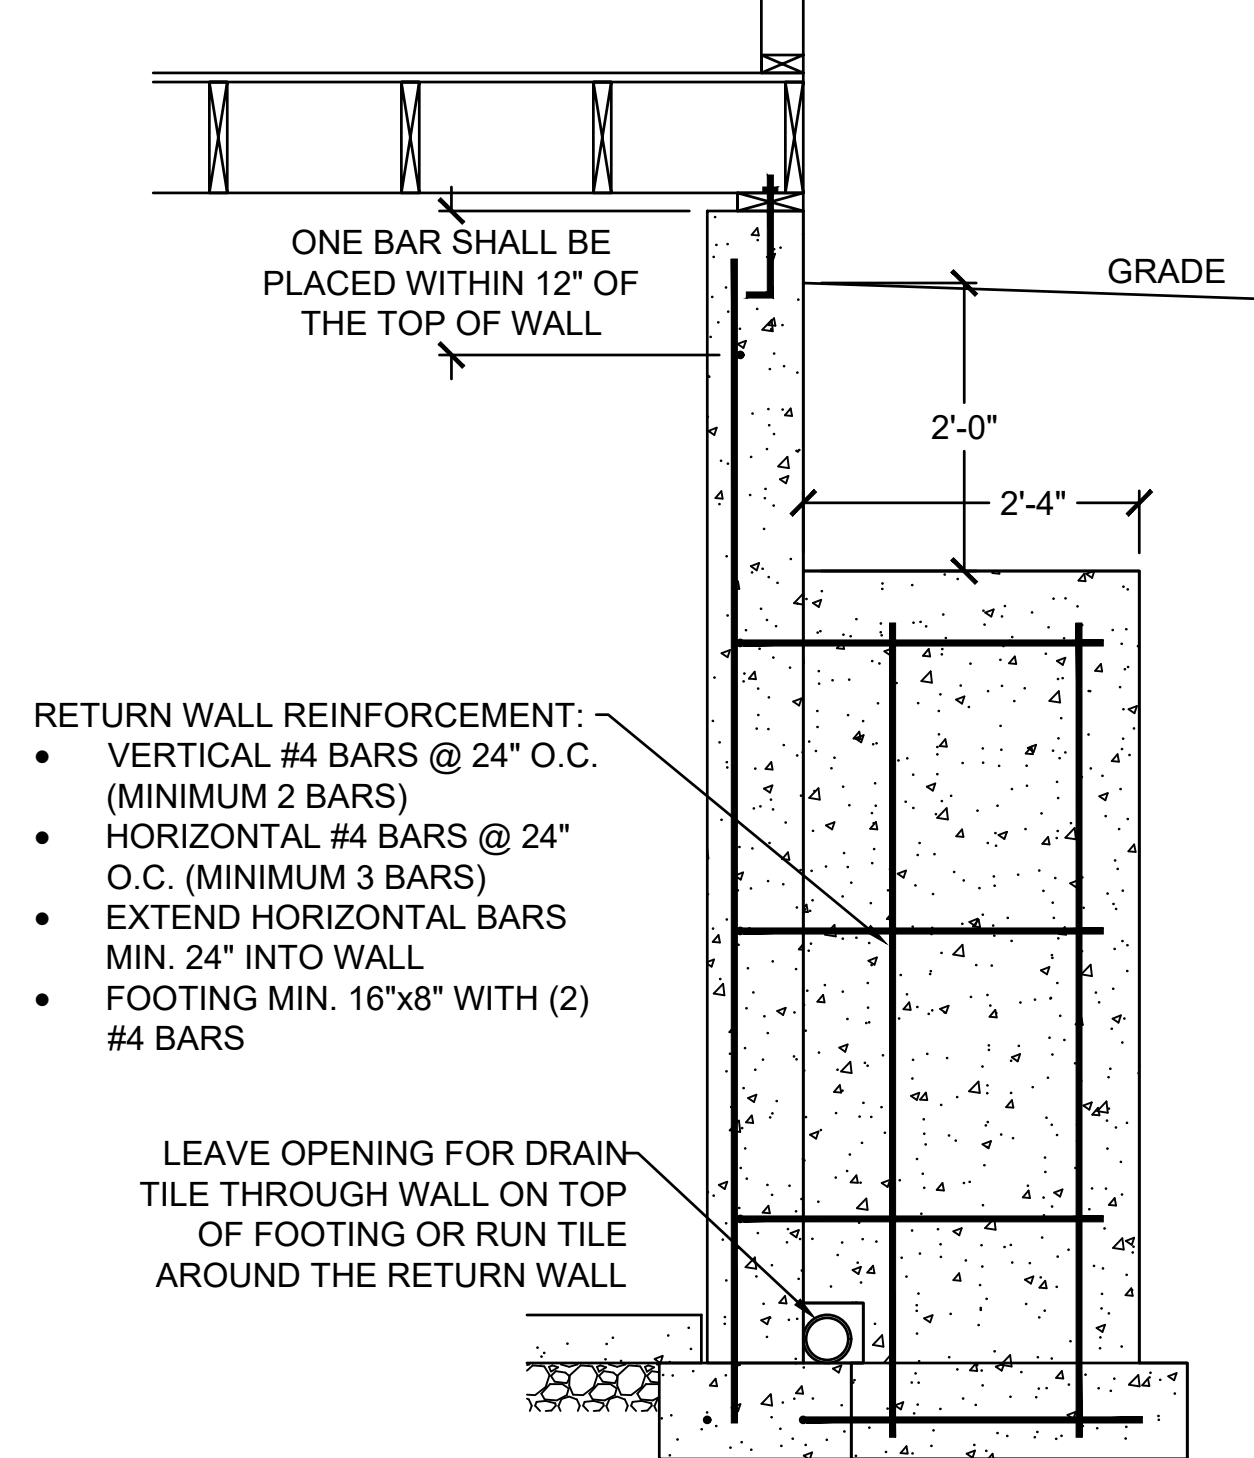 ONE BAR SHALL BE
PLACED WITHIN 12" OF
THE TOP OF WALL
GRADE
2'-0"
2'-4"
RETURN WALL REINFORCEMENT:
• VERTICAL #4 BARS @ 24" O.C.
(MINIMUM 2 BARS)
• HORIZONTAL #4 BARS @ 24"
O.C. (MINIMUM 3 BARS)
• EXTEND HORIZONTAL BARS
MIN. 24" INTO WALL
• FOOTING MIN. 16"x8" WITH (2)
#4 BARS
LEAVE OPENING FOR DRAIN
TILE THROUGH WALL ON TOP
OF FOOTING OR RUN TILE
AROUND THE RETURN WALL